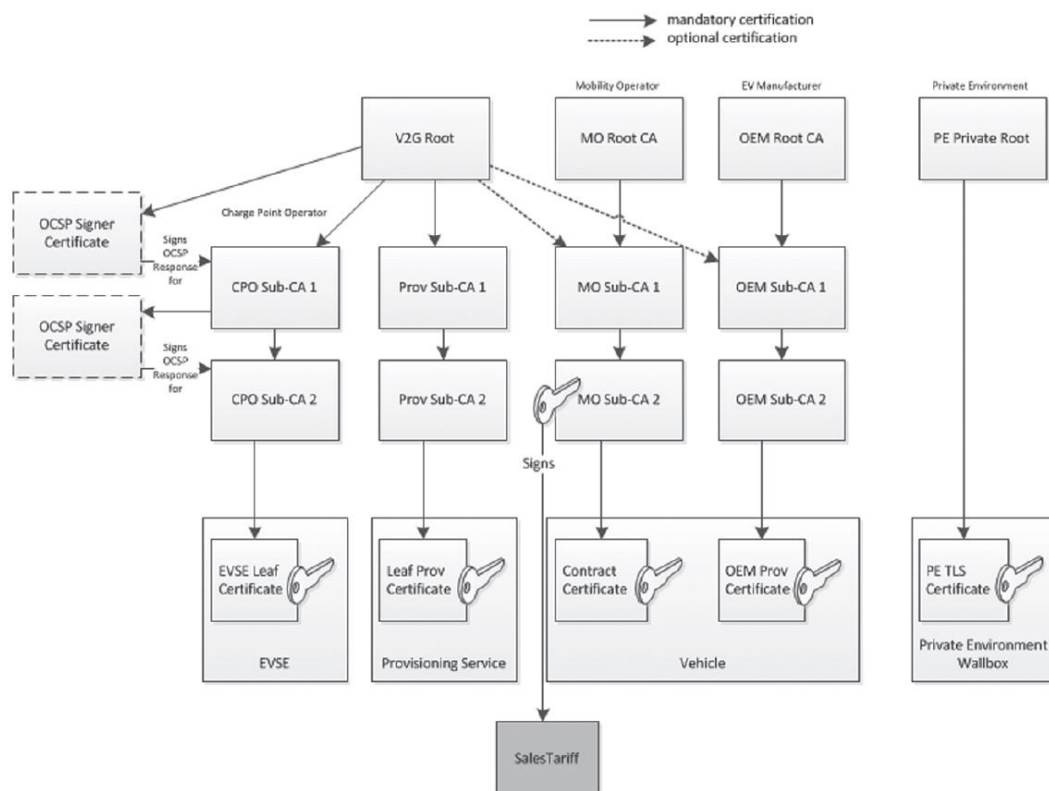 mandatory certification
optional certification
Mobility Operator
EV Manufacturer
Private Environment
V2G Root
MO Root CA
OEM Root CA
PE Private Root
OCSP Signer
Certificate
Charge Point Operator
Signs
OCSP
Response
for
CPO Sub-CA 1
Prov Sub-CA 1
MO Sub-CA 1
OEM Sub-CA 1
OCSP Signer
Certificate
Signs
OCSP
Response
for
CPO Sub-CA 2
Prov Sub-CA 2
MO Sub-CA 2
OEM Sub-CA 2
Signs
EVSE Leaf
Certificate
Leaf Prov
Certificate
Contract
Certificate
OEM Prov
Certificate
PE TLS
Certificate
EVSE
Provisioning Service
Vehicle
Private Environment
Wallbox
SalesTariff